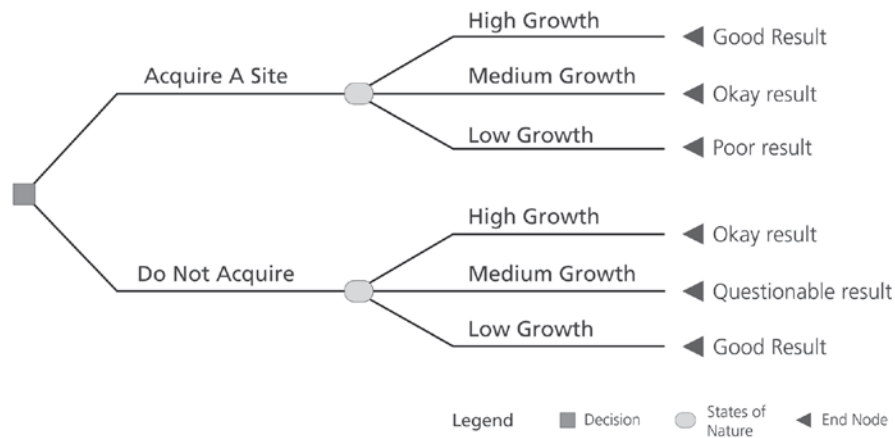 High Growth
Good Result
Acquire A Site
Medium Growth
Okay result
Low Growth
Poor result
High Growth
Okay result
Do Not Acquire
Medium Growth
Questionable result
Low Growth
Good Result
Legend
Decision
States of
Nature
End Node